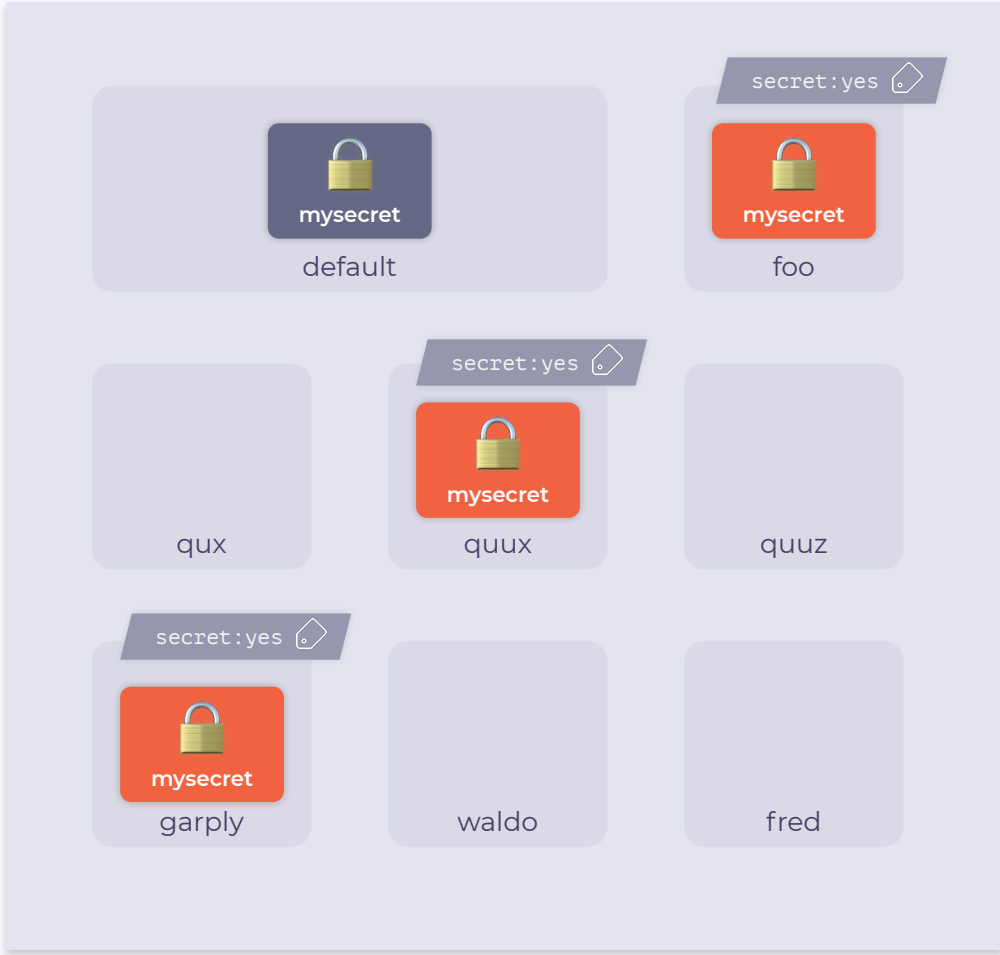 secret:yes
mysecret
mysecret
default
foo
secret:yes
mysecret
qux
quux
quuz
secret:yes
mysecret
garply
waldo
fred